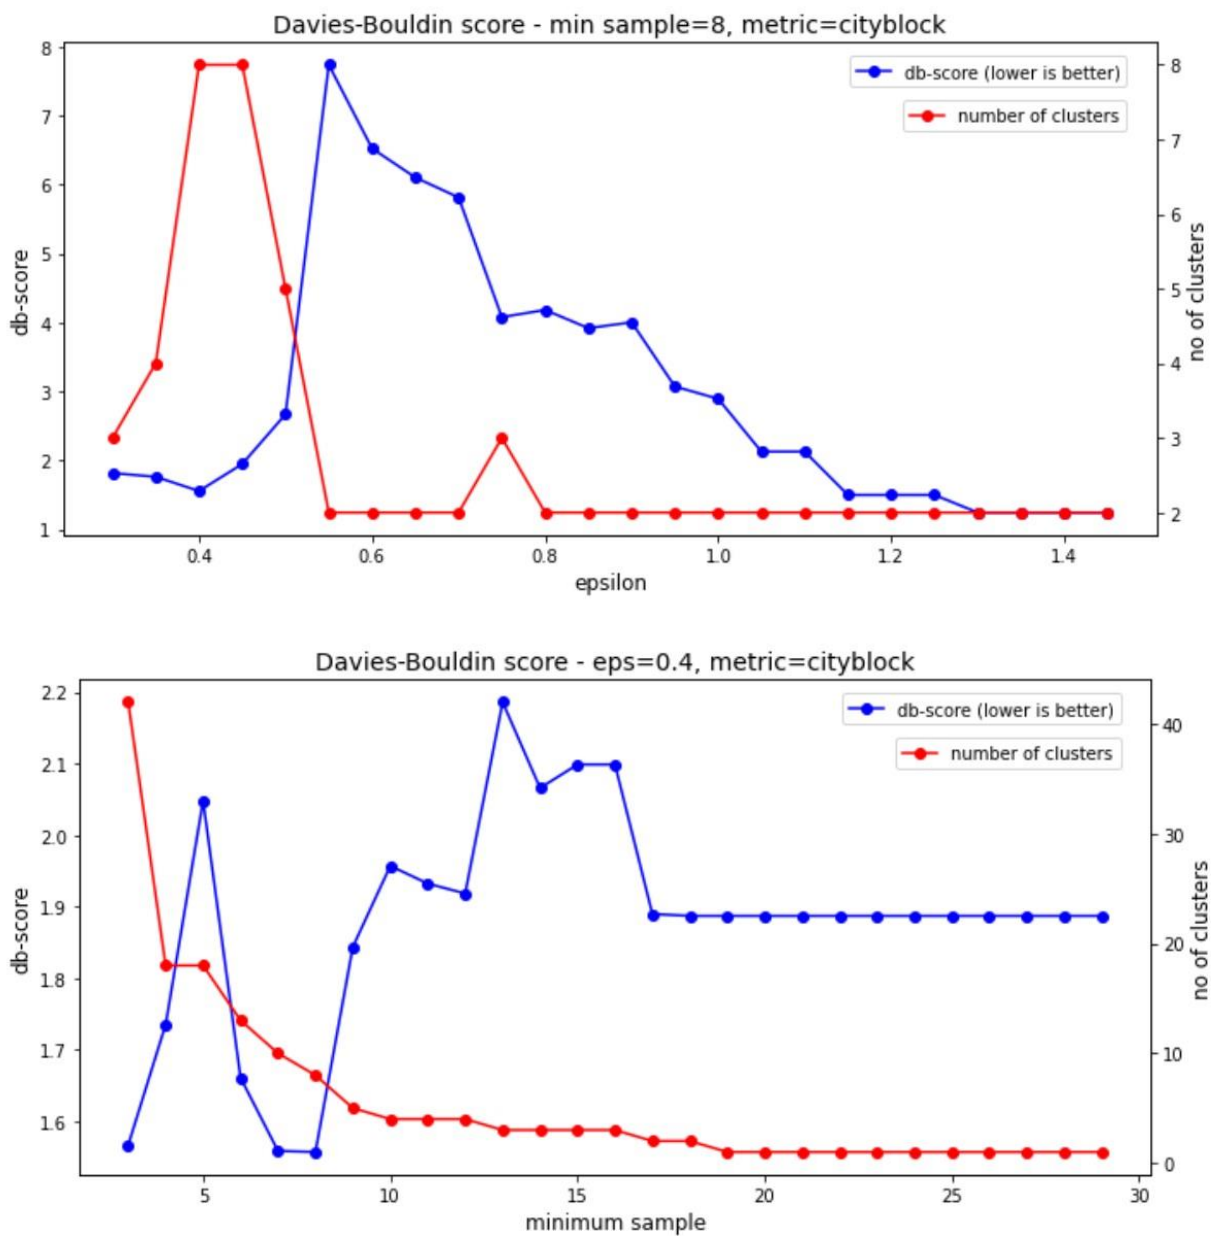 Davies-Bouldin score - min sample=8, metric=cityblock
db-score (lower is better)
number of clusters
8
7
6
5
4
3
2
1
db-score
8
7
6
5
4
3
2
no of clusters
0.4 0.6 0.8 1.0 1.2 1.4
epsilon
Davies-Bouldin score - eps=0.4, metric=cityblock
db-score (lower is better)
number of clusters
2.2
2.1
2.0
1.9
1.8
1.7
1.6
db-score
40
30
20
10
0
no of clusters
5 10 15 20 25 30
minimum sample